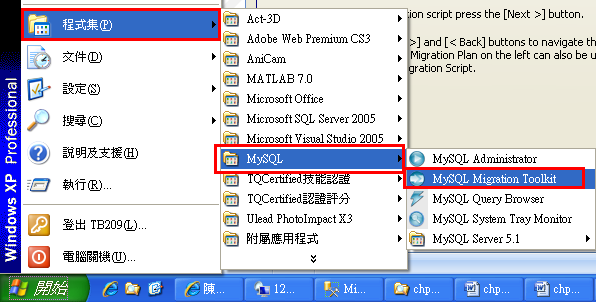 程式集(P)
文件(D)
設定(S)
搜尋(C)
說明及支援(H)
執行(R)...
登出 TB209(L)...
電腦關機(U)...
Windows XP Professional
Act-3D
Adobe Web Premium CS3
AniCam
MATLAB 7.0
Microsoft Office
Microsoft SQL Server 2005
Microsoft Visual Studio 2005
MySQL
TQCertified技能認證
TQCertified認證評分
Ulead PhotoImpact X3
附屬應用程式
MySQL Administrator
MySQL Migration Toolkit
MySQL Query Browser
MySQL System Tray Monitor
MySQL Server 5.1
tion script press the [Next >] button.
>] and [< Back] buttons to navigate th
Migration Plan on the left can also be u
gration Script.
開始
陳...
12...
Mi...
chp...
chp...
chp